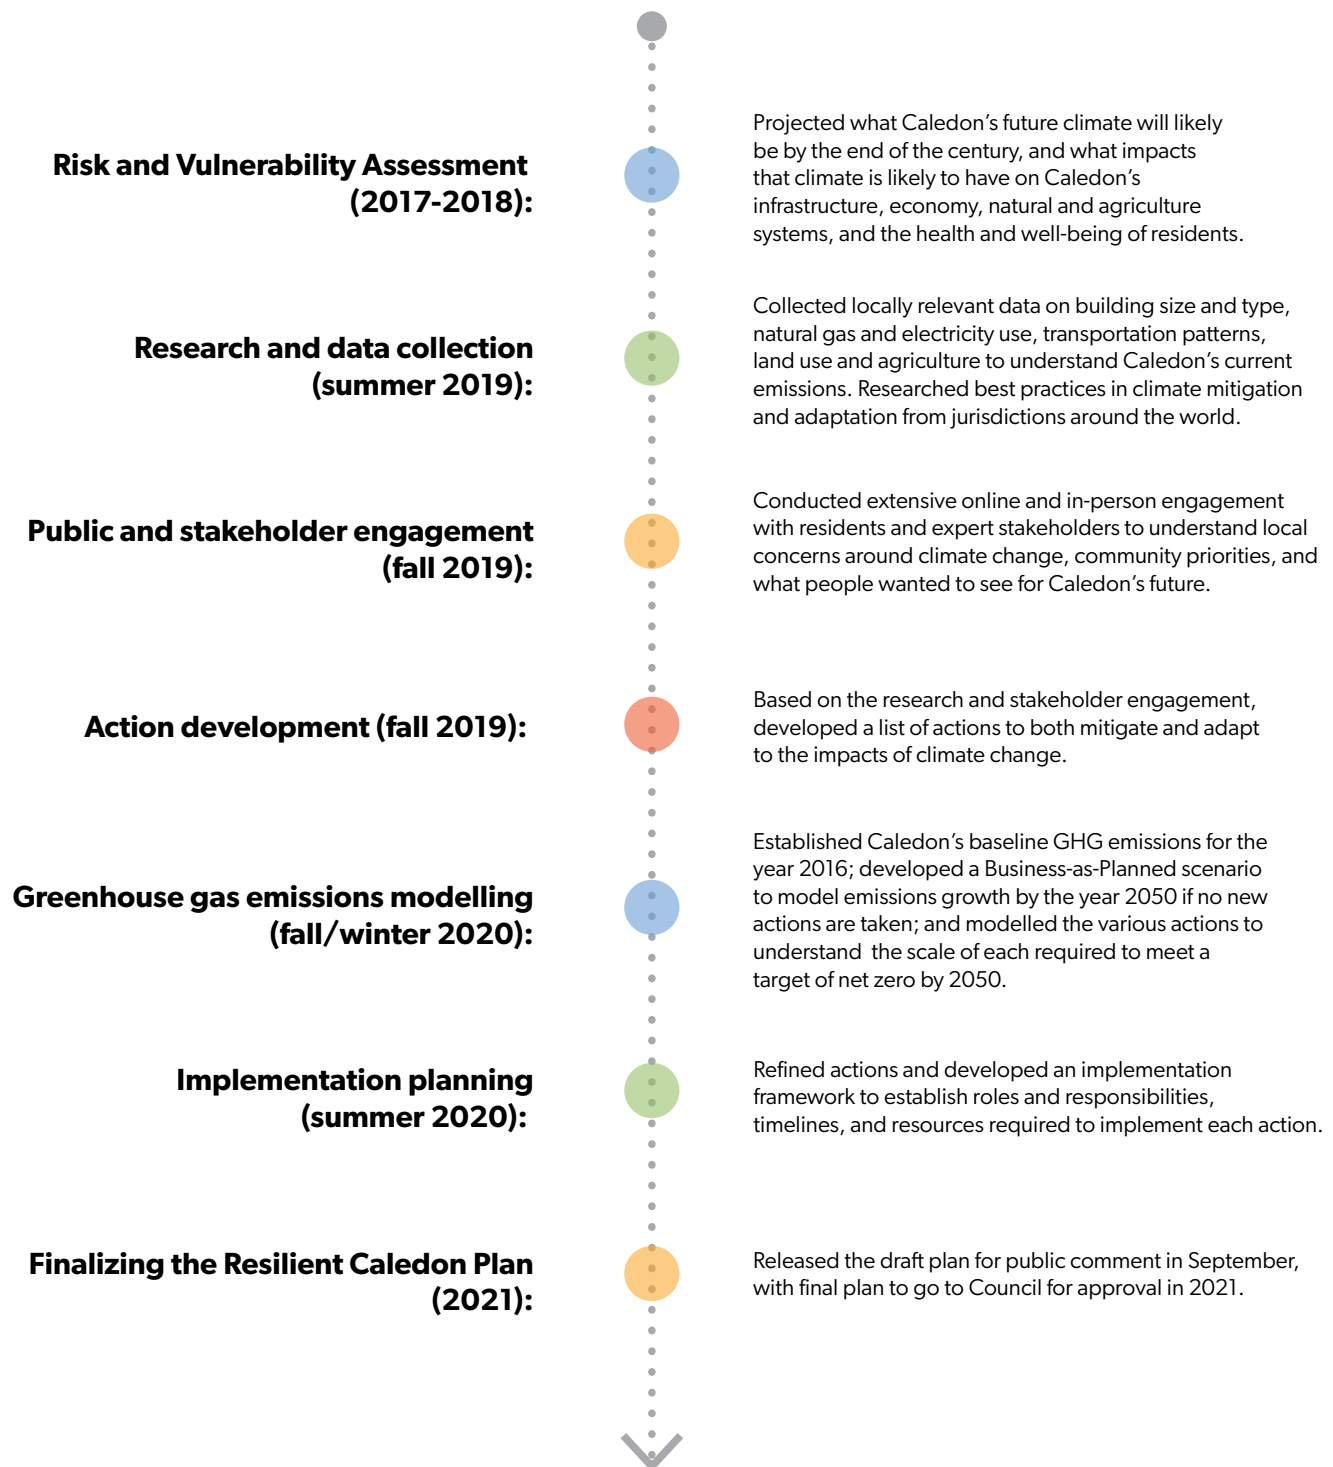 Risk and Vulnerability Assessment
(2017-2018):
Projected what Caledon’s future climate will likely
be by the end of the century, and what impacts
that climate is likely to have on Caledon’s
infrastructure, economy, natural and agriculture
systems, and the health and well-being of residents.
Research and data collection
(summer 2019):
Collected locally relevant data on building size and type,
natural gas and electricity use, transportation patterns,
land use and agriculture to understand Caledon’s current
emissions. Researched best practices in climate mitigation
and adaptation from jurisdictions around the world.
Public and stakeholder engagement
(fall 2019):
Conducted extensive online and in-person engagement
with residents and expert stakeholders to understand local
concerns around climate change, community priorities, and
what people wanted to see for Caledon’s future.
Action development (fall 2019):
Based on the research and stakeholder engagement,
developed a list of actions to both mitigate and adapt
to the impacts of climate change.
Greenhouse gas emissions modelling
(fall/winter 2020):
Established Caledon’s baseline GHG emissions for the
year 2016; developed a Business-as-Planned scenario
to model emissions growth by the year 2050 if no new
actions are taken; and modelled the various actions to
understand the scale of each required to meet a
target of net zero by 2050.
Implementation planning
(summer 2020):
Refined actions and developed an implementation
framework to establish roles and responsibilities,
timelines, and resources required to implement each action.
Finalizing the Resilient Caledon Plan
(2021):
Released the draft plan for public comment in September,
with final plan to go to Council for approval in 2021.